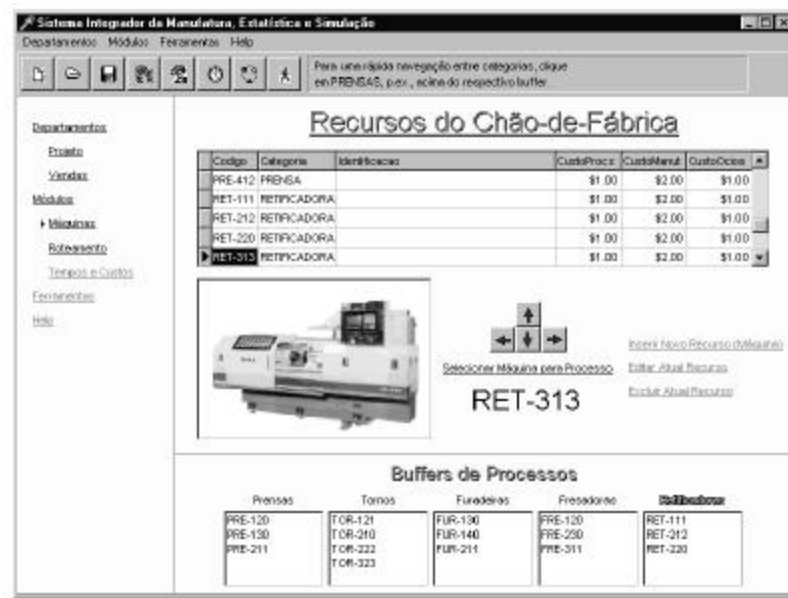 Sistema Integrador da Manufatura, Estatística e Simulação
Departamentos Módulos Ferramentas Help
Para uma rápida navegação entre categorias, clique
em PRENSAS, p.ex., acima do respectivo buffer.
Departamentos
Projeto
Vendas
Módulos
Máquinas
Roteamento
Tempos e Custos
Ferramentas
Help
Recursos do Chão-de-Fábrica
Codigo Categoria Identificacao CustoProcs CustoManut CustoOcios
PRE-412 PRENSA $1.00 $2.00 $1.00
RET-111 RETIFICADORA $1.00 $2.00 $1.00
RET-212 RETIFICADORA $1.00 $2.00 $1.00
RET-220 RETIFICADORA $1.00 $2.00 $1.00
RET-313 RETIFICADORA $1.00 $2.00 $1.00
Selecionar Máquina para Processo
RET-313
Inserir Novo Recurso (Máquina)
Editar Atual Recurso
Excluir Atual Recurso
Buffers de Processos
Prensas Tornos Furadeiras Fresadoras Retificadoras
PRE-120 TOR-121 FUR-130 FRE-120 RET-111
PRE-130 TOR-210 FUR-140 FRE-230 RET-212
PRE-211 TOR-222 FUR-211 FRE-311 RET-220
TOR-323